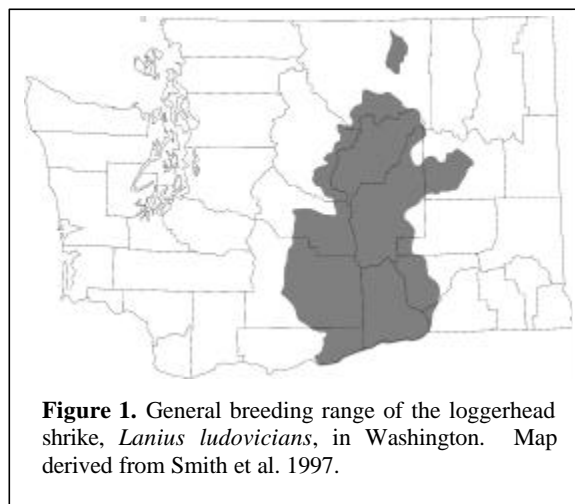 Figure 1. General breeding range of the loggerhead
shrike, Lanius ludovicians, in Washington. Map
derived from Smith et al. 1997.